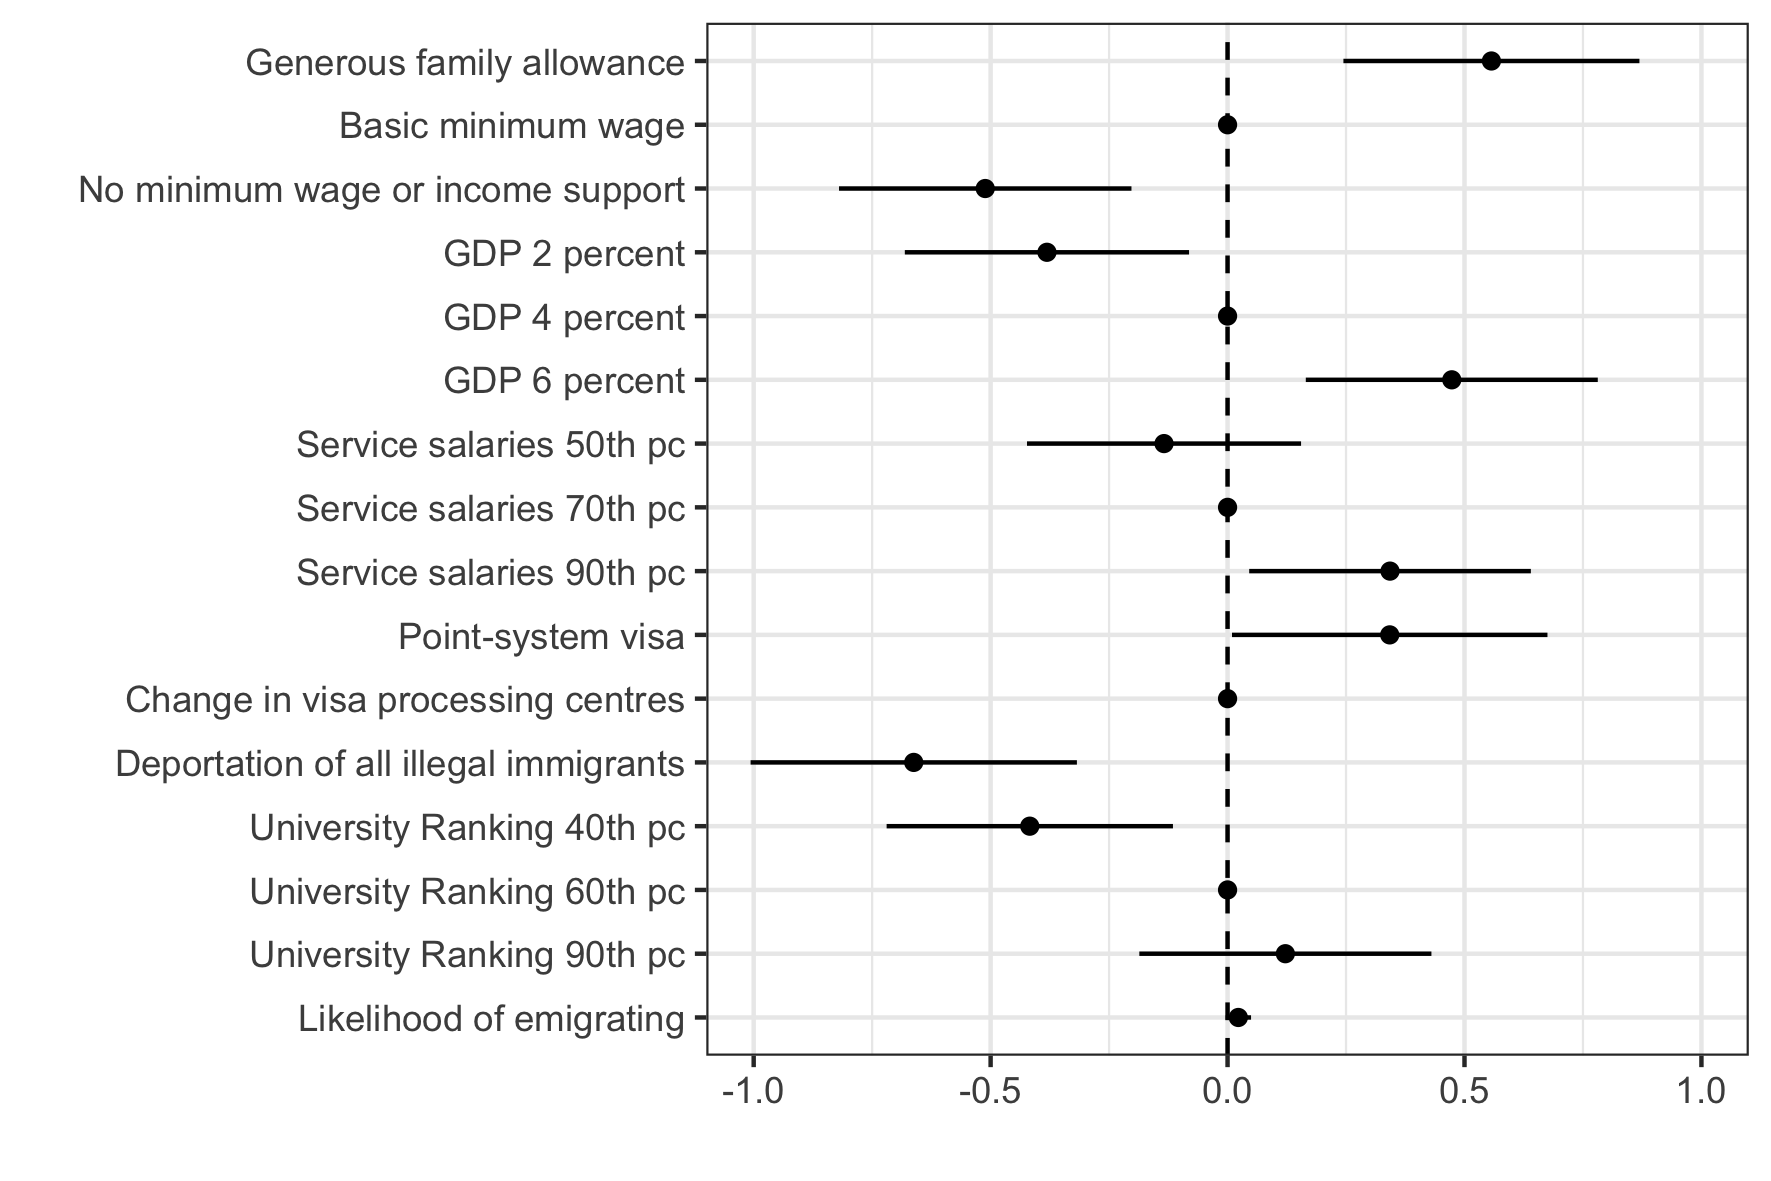 Generous family allowance
Basic minimum wage
No minimum wage or income support
GDP 2 percent
GDP 4 percent
GDP 6 percent
Service salaries 50th pc
Service salaries 70th pc
Service salaries 90th pc
Point-system visa
Change in visa processing centres
Deportation of all illegal immigrants
University Ranking 40th pc
University Ranking 60th pc
University Ranking 90th pc
Likelihood of emigrating
-1.0 -0.5 0.0 0.5 1.0